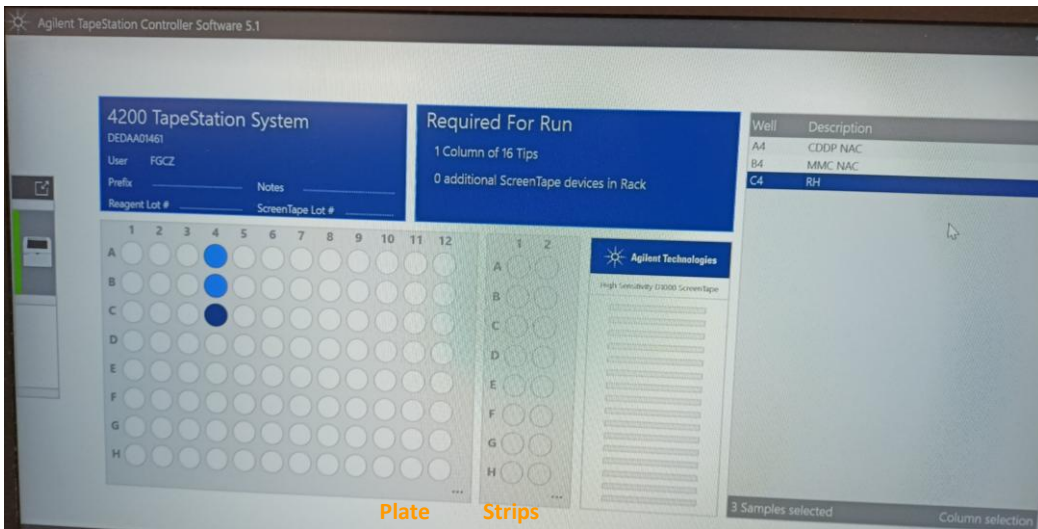 Agilent TapeStation Controller Software 5.1
4200 TapeStation System
DEDAA01461
User FGCZ
Prefix
Notes
Reagent Lot #
ScreenTape Lot #
Required For Run
1 Column of 16 Tips
0 additional ScreenTape devices in Rack
Well Description
A4 CDDP NAC
B4 MMC NAC
C4 RH
1 2 3 4 5 6 7 8 9 10 11 12
A
B
C
D
E
F
G
H
...
1 2
A
B
C
D
E
F
G
H
...
Agilent Technologies
High Sensitivity D1000 ScreenTape
3 Samples selected
Column selection
Plate
Strips